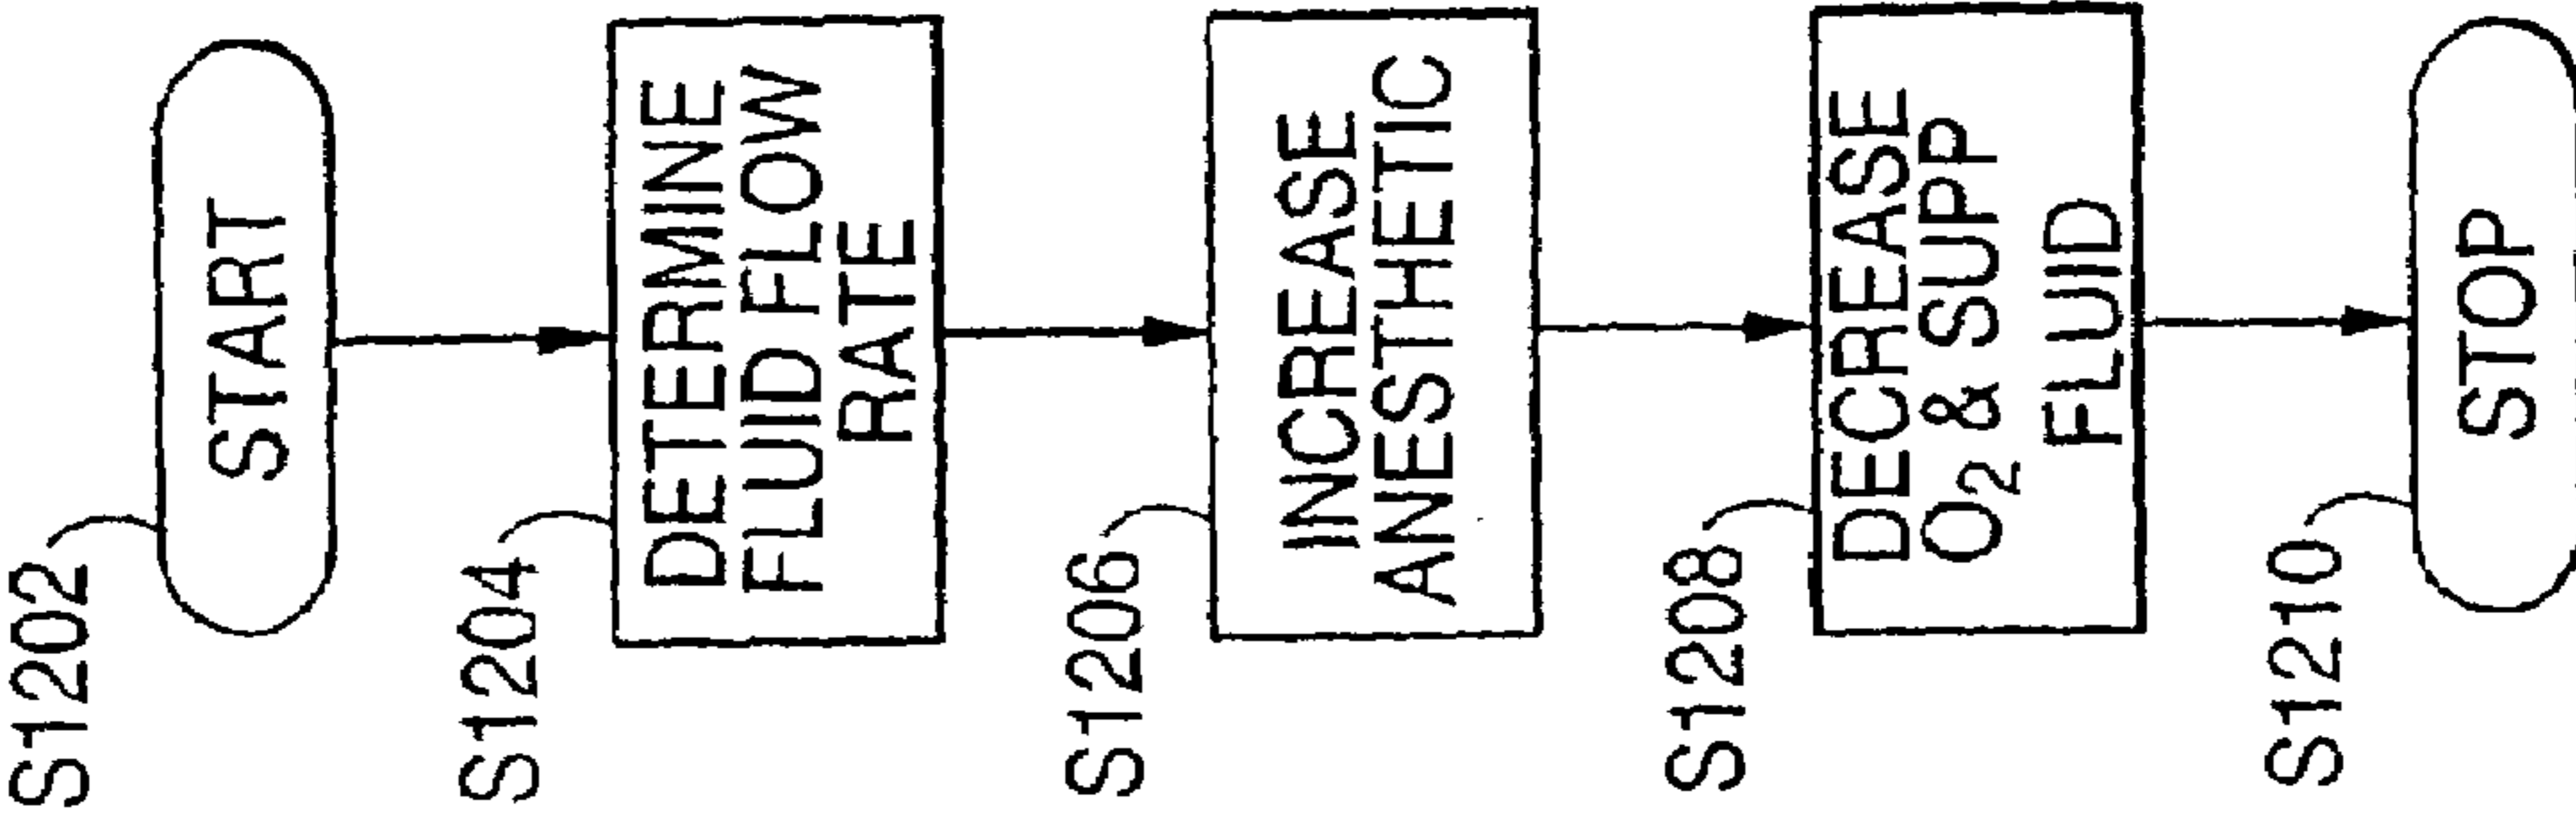 S1202
START
S1204
DETERMINE
FLUID FLOW
RATE
S1206
INCREASE
ANESTHETIC
S1208
DECREASE
O₂ & SUPP
FLUID
S1210
STOP